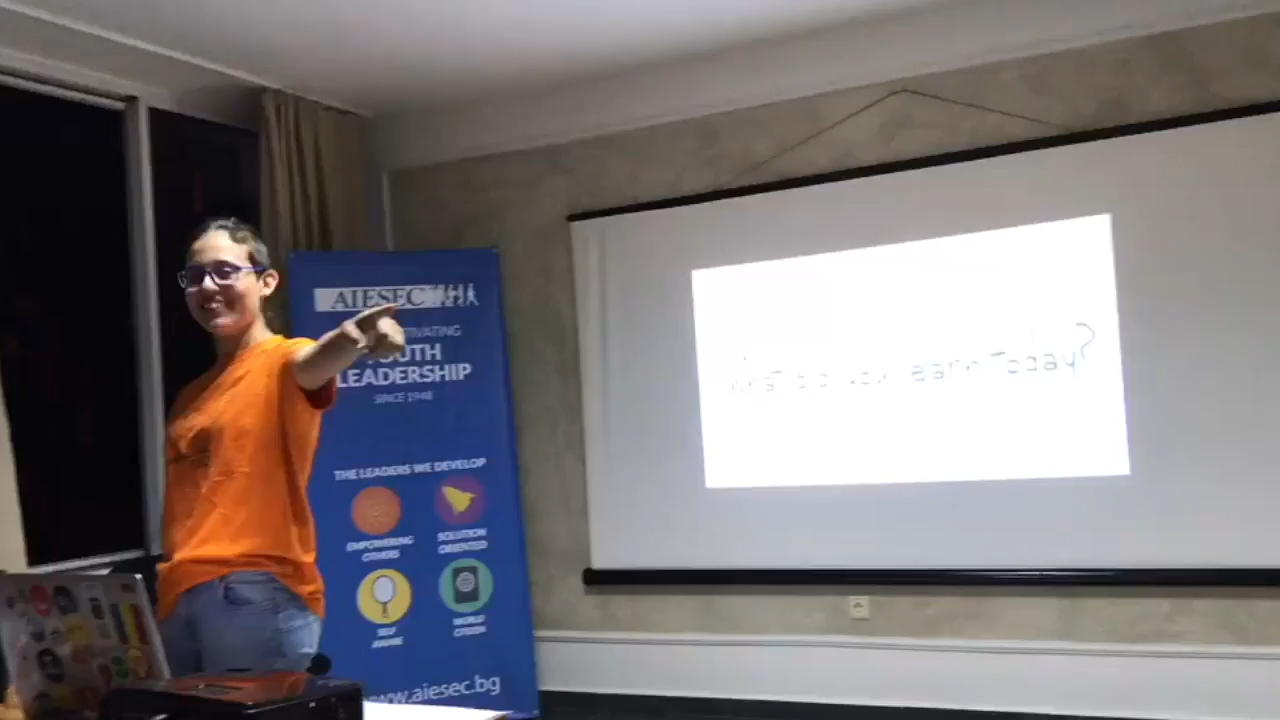 AIESEC
TIVATING
YOUTH
LEADERSHIP
SINCE 1948
THE LEADERS WE DEVELOP
EMPOWERING
OTHERS
SOLUTION
ORIENTED
SELF
AWARE
WORLD
CITIZEN
www.aiesec.bg
What did you learn Today?